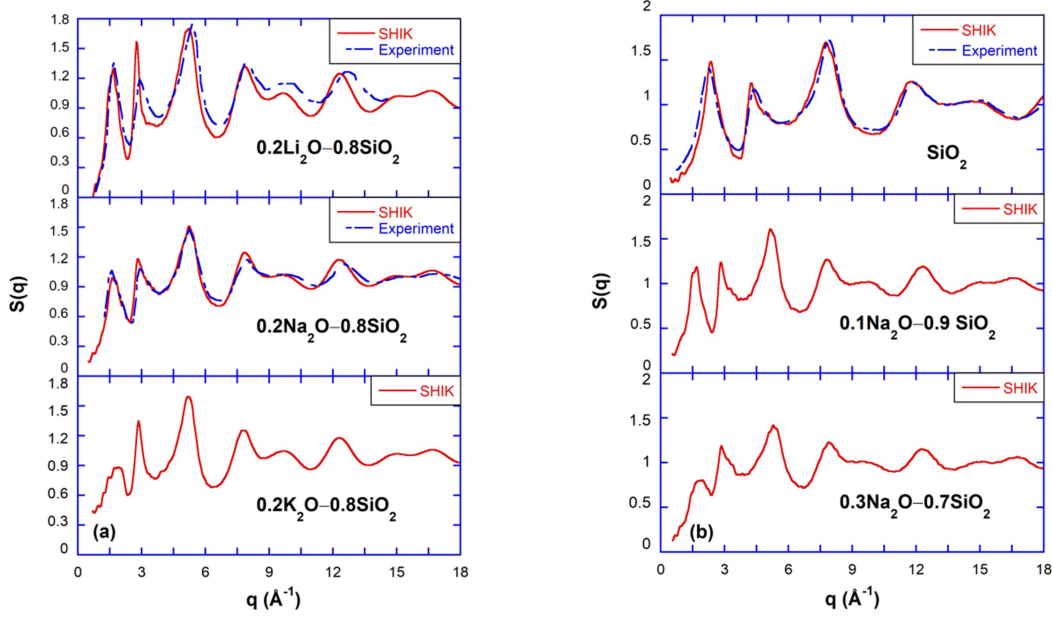 1.8
1.5
1.2
0.9
0.6
0.3
0
SHIK
Experiment
0.2Li₂O–0.8SiO₂
1.8
1.5
1.2
0.9
0.6
0.3
0
SHIK
Experiment
0.2Na₂O–0.8SiO₂
S(q)
1.8
1.5
1.2
0.9
0.6
0.3
0
SHIK
0.2K₂O–0.8SiO₂
(a)
0 3 6 9 12 15 18
q (Å⁻¹)
2
1.5
1
0.5
0
SHIK
Experiment
SiO₂
2
1.5
1
0.5
0
SHIK
0.1Na₂O–0.9 SiO₂
S(q)
2
1.5
1
0.5
0
SHIK
0.3Na₂O–0.7SiO₂
(b)
0 3 6 9 12 15 18
q (Å⁻¹)